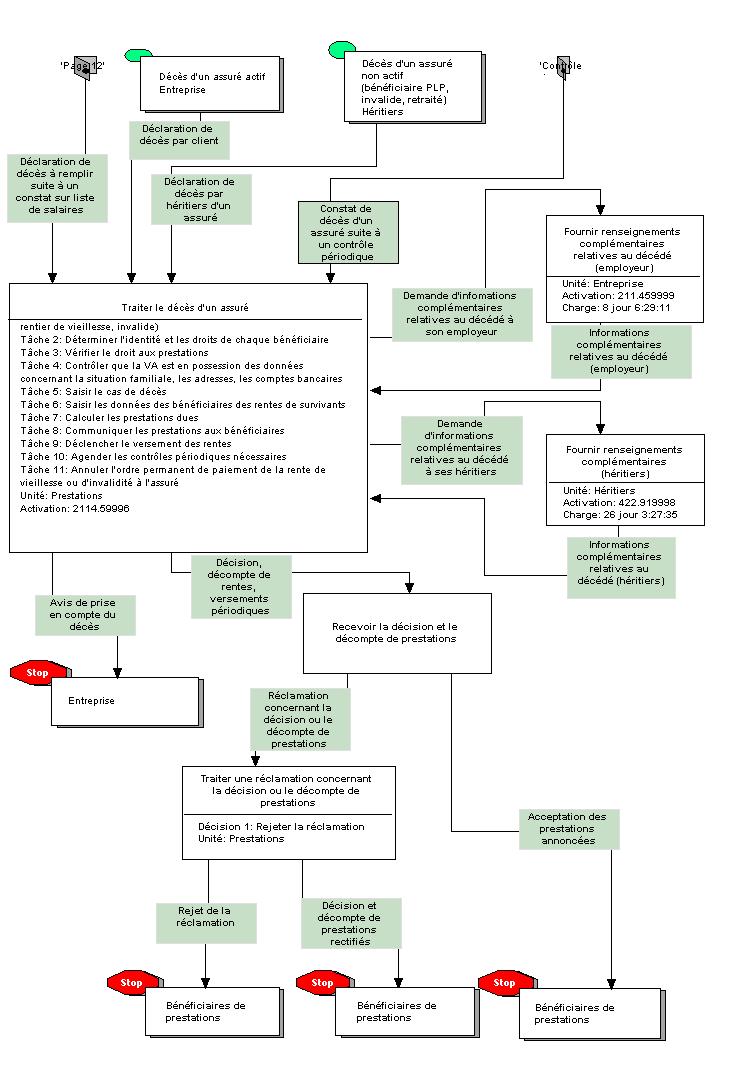 'Page 12'
Décès d'un assuré actif
Entreprise
Décès d'un assuré
non actif
(bénéficiaire PLP,
invalide, retraité)
Héritiers
'Contrôle
Déclaration de
décès par client
Déclaration de
décès à remplir
suite à un
constat sur liste
de salaires
Déclaration de
décès par
héritiers d'un
assuré
Constat de
décès d'un
assuré suite à
un contrôle
périodique
Fournir renseignements
complémentaires
relatives au décédé
(employeur)
Unité: Entreprise
Activation: 211.459999
Charge: 8 jour 6:29:11
Demande d'infomations
complémentaires
relatives au décédé à
son employeur
Informations
complémentaires
relatives au décédé
(employeur)
Traiter le décès d'un assuré
rentier de vieillesse, invalide)
Tâche 2: Déterminer l'identité et les droits de chaque bénéficiaire
Tâche 3: Vérifier le droit aux prestations
Tâche 4: Contrôler que la VA est en possession des données
concernant la situation familiale, les adresses, les comptes bancaires
Tâche 5: Saisir le cas de décès
Tâche 6: Saisir les données des bénéficiaires des rentes de survivants
Tâche 7: Calculer les prestations dues
Tâche 8: Communiquer les prestations aux bénéficiaires
Tâche 9: Déclencher le versement des rentes
Tâche 10: Agender les contrôles périodiques nécessaires
Tâche 11: Annuler l'ordre permanent de paiement de la rente de
vieillesse ou d'invalidité à l'assuré
Unité: Prestations
Activation: 2114.59996
Demande
d'informations
complémentaires
relatives au décédé
à ses héritiers
Fournir renseignements
complémentaires
(héritiers)
Unité: Héritiers
Activation: 422.919998
Charge: 26 jour 3:27:35
Informations
complémentaires
relatives au
décédé (héritiers)
Décision,
décompte de
rentes,
versements
périodiques
Avis de prise
en compte du
décès
Recevoir la décision et le
décompte de prestations
Stop
Entreprise
Réclamation
concernant la
décision ou le
décompte de
prestations
Traiter une réclamation concernant
la décision ou le décompte de
prestations
Décision 1: Rejeter la réclamation
Unité: Prestations
Acceptation des
prestations
annoncées
Rejet de la
réclamation
Décision et
décompte de
prestations
rectifiés
Stop
Bénéficiaires de
prestations
Stop
Bénéficiaires de
prestations
Stop
Bénéficiaires de
prestations